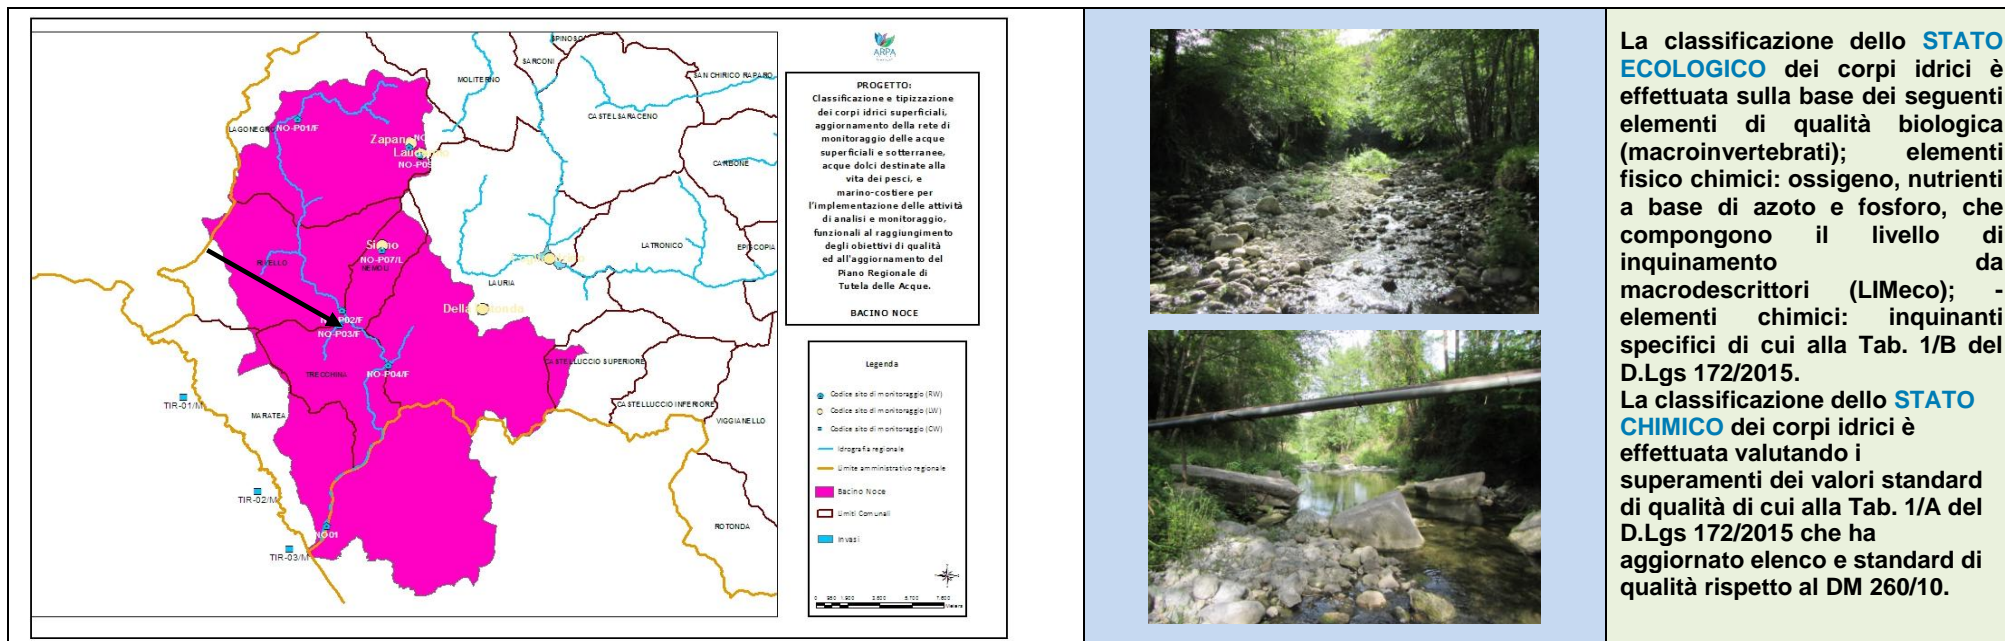 SPINOSO
SARCONI
MOLITERNO
SAN CHIRICO RAPARO
CASTELSARACENO
LAGONEGRO
NO-P01/F
Zapano
NO-P05
CARBONE
LATRONICO
EPISCOPIA
RIVELLO
NO-P07/L
NEMOLI
LAURIA
NO-P02/F
NO-P03/F
TRECCHINA
NO-P04/F
CASTELLUCCIO SUPERIORE
CASTELLUCCIO INFERIORE
VIGGIANELLO
TIR-01/M
MARATEA
TIR-02/M
ROTONDA
NO01
TIR-03/M
ARPA
PROGETTO:
Classificazione e tipizzazione
dei corpi idrici superficiali,
aggiornamento della rete di
monitoraggio delle acque
superficiali e sotterranee,
acque dolci destinate alla
vita dei pesci, e
marino-costiere per
l'implementazione delle attività
di analisi e monitoraggio,
funzionali al raggiungimento
degli obiettivi di qualità
ed all'aggiornamento del
Piano Regionale di
Tutela delle Acque.
BACINO NOCE
Legenda
Codice sito di monitoraggio (RW)
Codice sito di monitoraggio (LW)
Codice sito di monitoraggio (CW)
Idrografia regionale
Limite amministrativo regionale
Bacino Noce
Limiti Comunali
Invasi
La classificazione dello STATO
ECOLOGICO dei corpi idrici è
effettuata sulla base dei seguenti
elementi di qualità biologica
(macroinvertebrati); elementi
fisico chimici: ossigeno, nutrienti
a base di azoto e fosforo, che
compongono il livello di
inquinamento da
macrodescrittori (LIMeco); -
elementi chimici: inquinanti
specifici di cui alla Tab. 1/B del
D.Lgs 172/2015.
La classificazione dello STATO
CHIMICO dei corpi idrici è
effettuata valutando i
superamenti dei valori standard
di qualità di cui alla Tab. 1/A del
D.Lgs 172/2015 che ha
aggiornato elenco e standard di
qualità rispetto al DM 260/10.